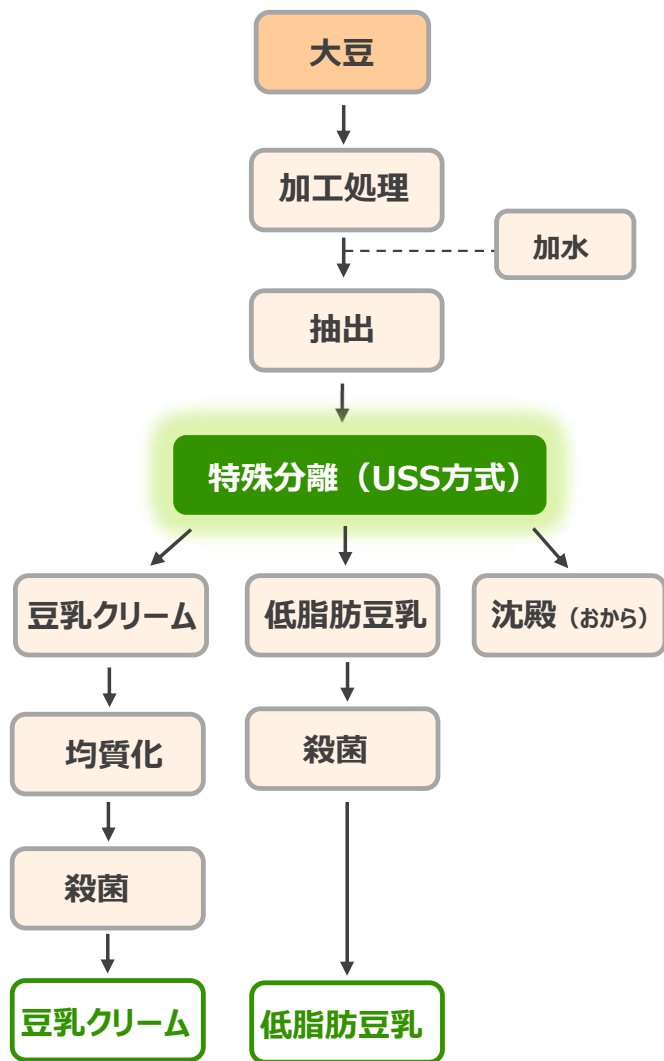 大豆
加工処理
加水
抽出
特殊分離（USS方式）
豆乳クリーム
低脂肪豆乳
沈殿（おから）
均質化
殺菌
殺菌
豆乳クリーム
低脂肪豆乳